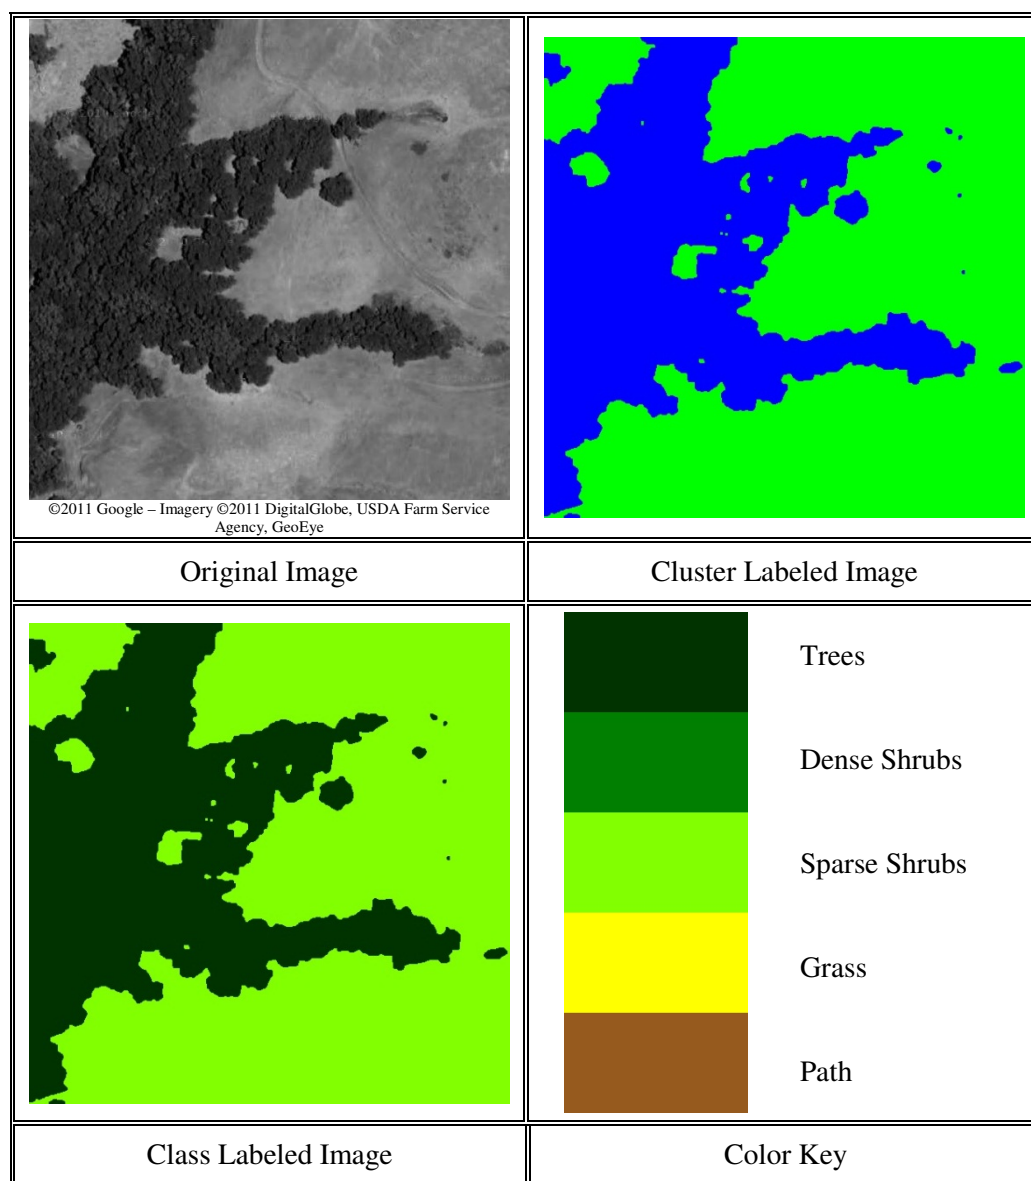 ©2011 Google – Imagery ©2011 DigitalGlobe, USDA Farm Service
Agency, GeoEye
Original Image
Cluster Labeled Image
Trees
Dense Shrubs
Sparse Shrubs
Grass
Path
Class Labeled Image
Color Key